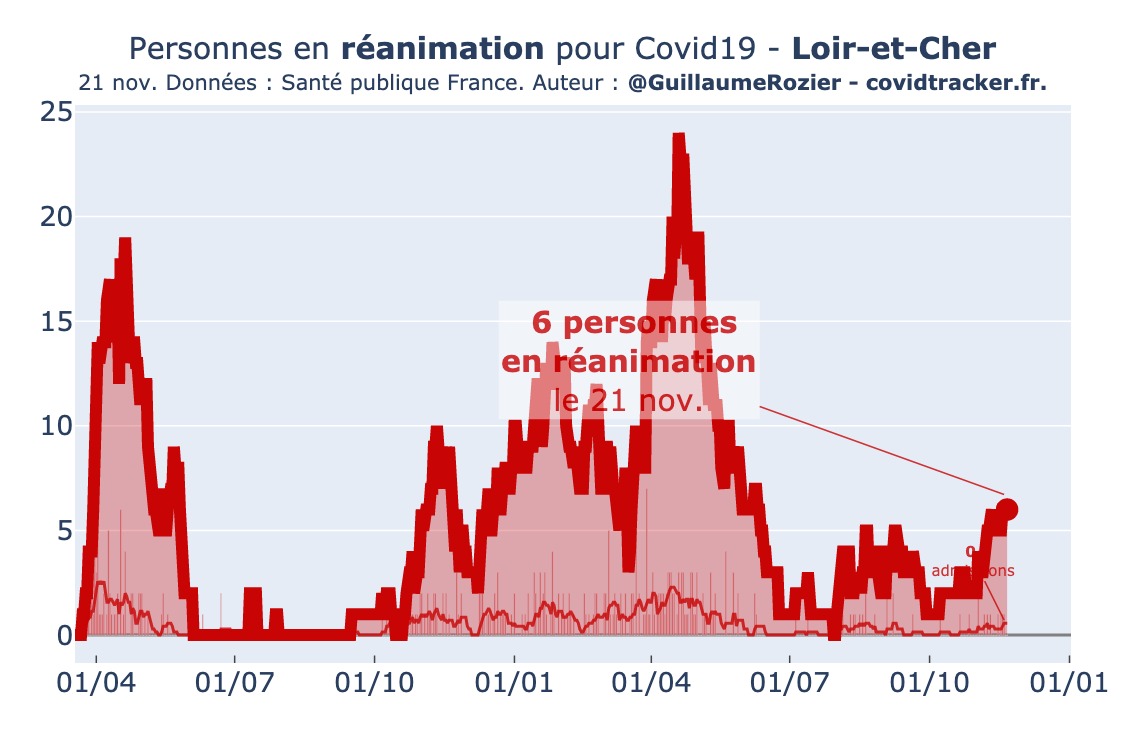 Personnes en réanimation pour Covid19 - Loir-et-Cher
21 nov. Données : Santé publique France. Auteur : @GuillaumeRozier - covidtracker.fr.
25
20
15
10
5
0
6 personnes
en réanimation
le 21 nov.
0
admissions
01/04
01/07
01/10
01/01
01/04
01/07
01/10
01/01